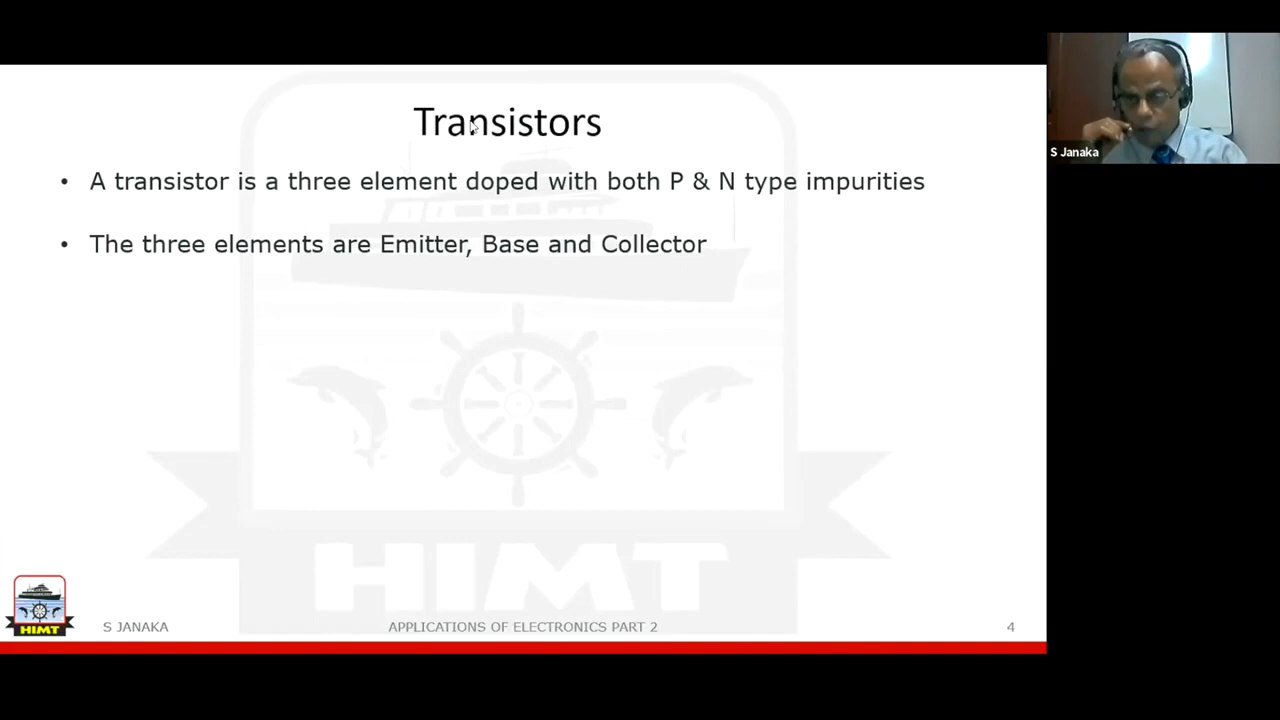 Transistors
• A transistor is a three element doped with both P & N type impurities
• The three elements are Emitter, Base and Collector
HIMT
HIMT
S JANAKA
APPLICATIONS OF ELECTRONICS PART 2
4
S Janaka